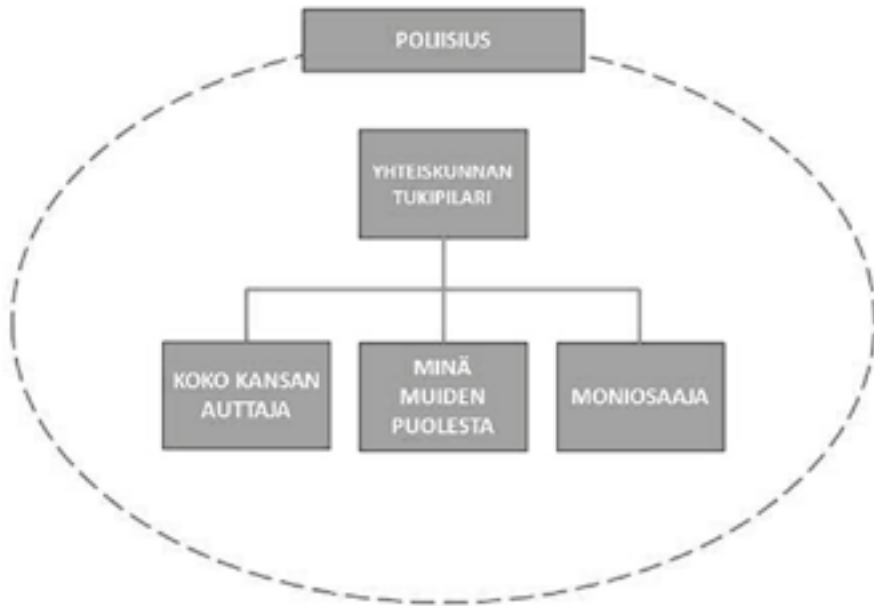 POLIISIUS
YHTEISKUNNAN
TUKIPILARI
KOKO KANSAN
AUTTAJA
MINÄ
MUIDEN
PUOLESTA
MONIOSAAJA